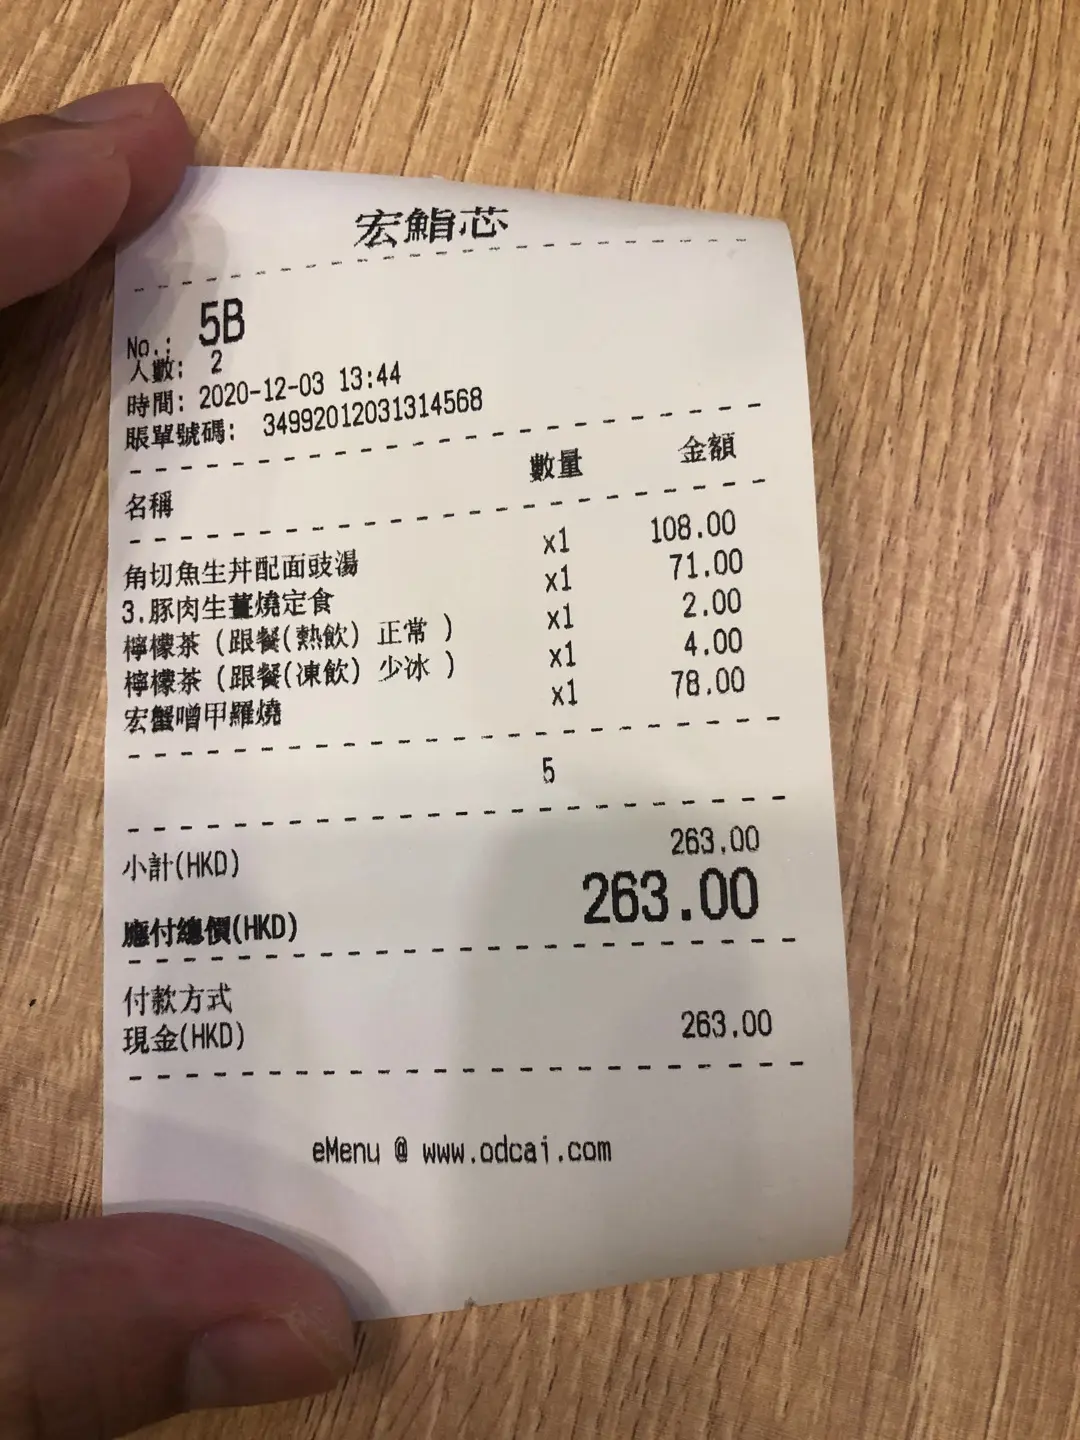 宏鮨芯
No.: 5B
人數: 2
時間: 2020-12-03 13:44
賬單號碼: 34992012031314568
名稱 數量 金額
角切魚生丼配面豉湯 x1 108.00
3.豚肉生薑燒定食 x1 71.00
檸檬茶 (跟餐(熱飲) 正常 ) x1 2.00
檸檬茶 (跟餐(凍飲) 少冰 ) x1 4.00
宏蟹噌甲羅燒 x1 78.00
5
小計(HKD) 263.00
應付總價(HKD) 263.00
付款方式
現金(HKD) 263.00
eMenu @ www.odcai.com